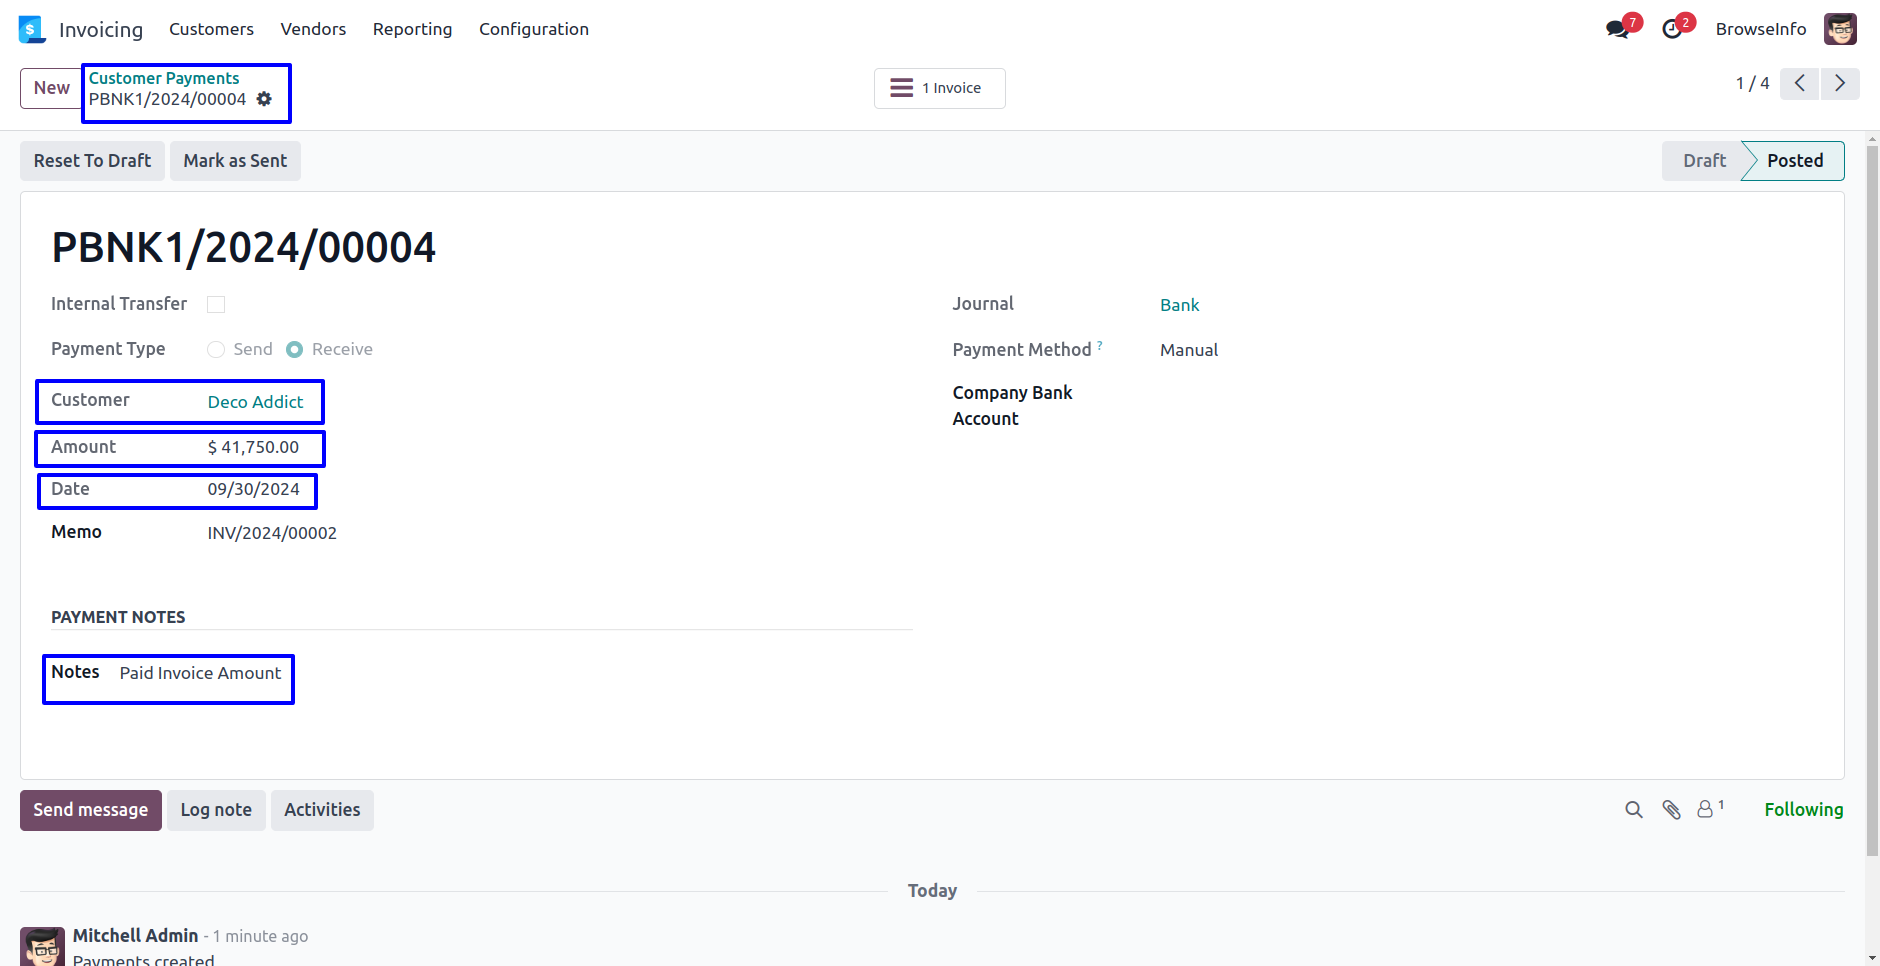 Invoicing Customers Vendors Reporting Configuration 7 2 BrowseInfo
New Customer Payments
PBNK1/2024/00004
1 Invoice
1 / 4
Reset To Draft Mark as Sent Draft Posted
PBNK1/2024/00004
Internal Transfer
Payment Type Send Receive
Customer Deco Addict
Amount $ 41,750.00
Date 09/30/2024
Memo INV/2024/00002
Journal Bank
Payment Method ? Manual
Company Bank
Account
PAYMENT NOTES
Notes Paid Invoice Amount
Send message Log note Activities 1 Following
Today
Mitchell Admin - 1 minute ago
Payments created